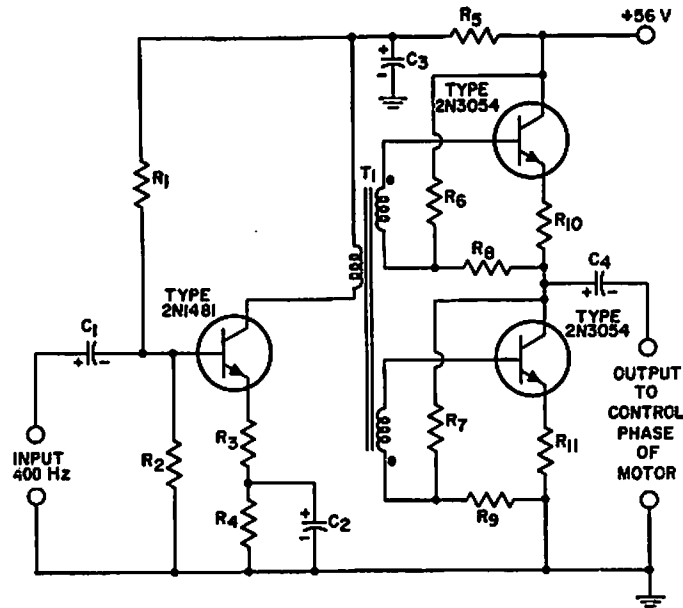 R5
+56 V
+
-
C3
TYPE
2N3054
R1
T1
R6
R10
R8
C4
+ -
TYPE
2N1481
TYPE
2N3054
C1
+ -
OUTPUT
TO
CONTROL
PHASE
OF
MOTOR
R3
R7
R11
INPUT
400 Hz
R2
R4
+
-
C2
R9